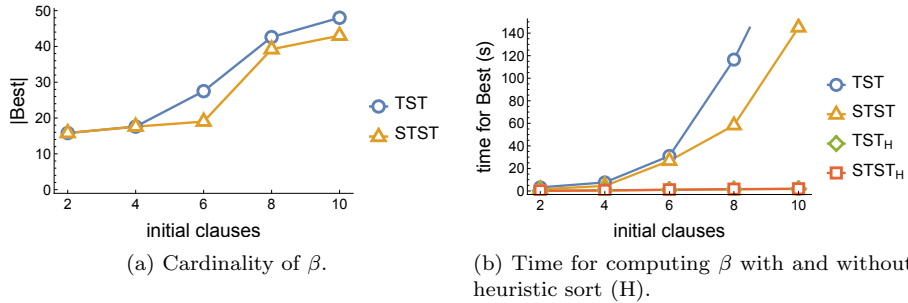 50
40
30
20
10
0
|Best|
2 4 6 8 10
initial clauses
TST
STST
(a) Cardinality of β.
140
120
100
80
60
40
20
0
time for Best (s)
2 4 6 8 10
initial clauses
TST
STST
TST_H
STST_H
(b) Time for computing β with and without
heuristic sort (H).